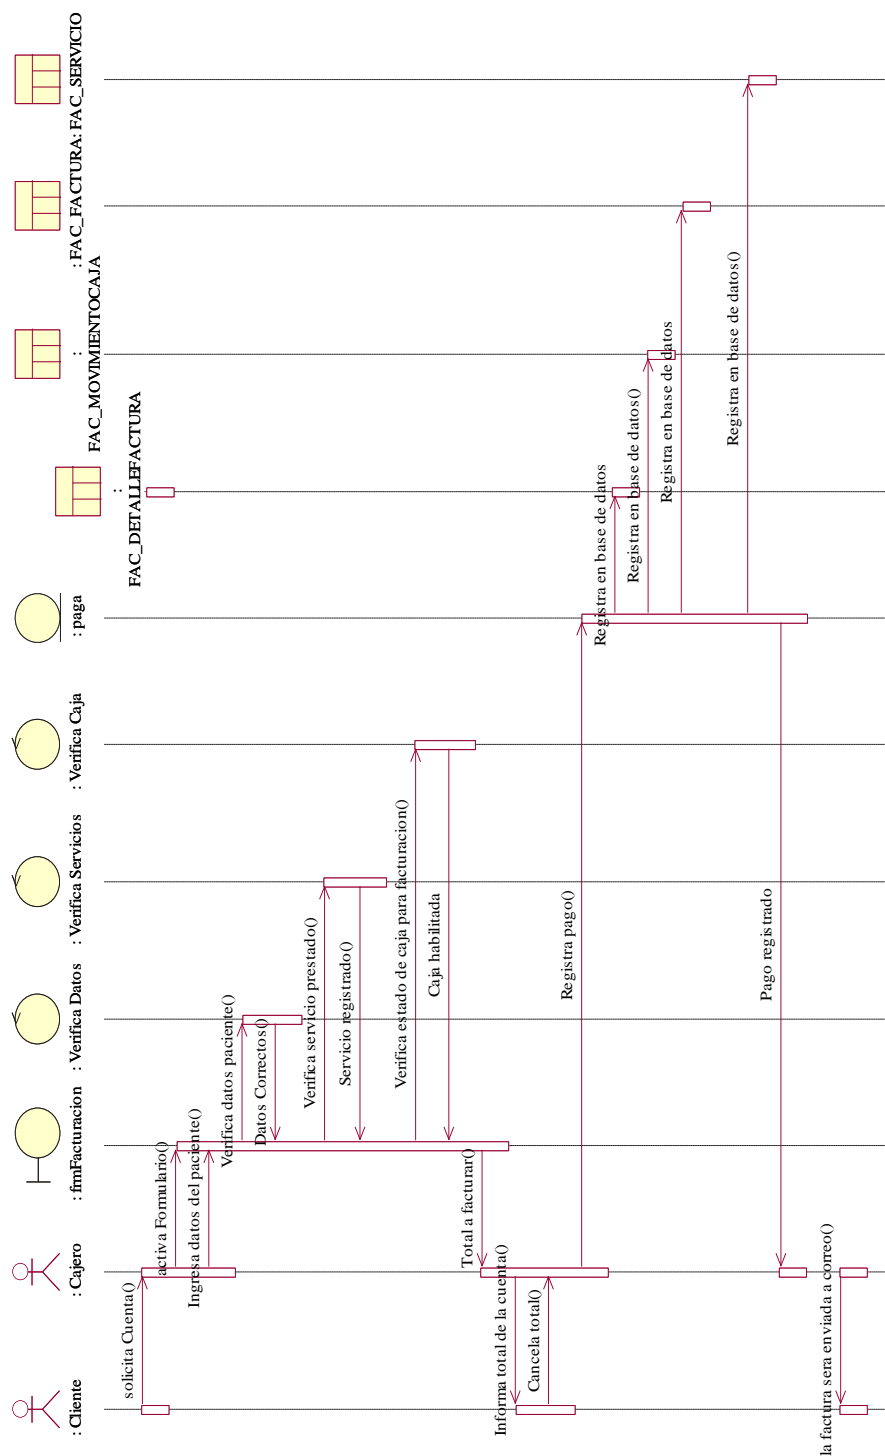 : Cliente
: Cajero
: frmFacturacion
: Verifica Datos
: Verifica Servicios
: Verifica Caja
: paga
:
FAC_DETALLEFACTURA
:
FAC_MOVIMIENTOCAJA
: FAC_FACTURA
: FAC_SERVICIO
solicita Cuenta()
activa Formulario()
Ingresa datos del paciente()
Verifica datos paciente()
Datos Correctos()
Verifica servicio prestado()
Servicio registrado()
Verifica estado de caja para facturacion()
Caja habilitada
Total a facturar()
Informa total de la cuenta()
Cancela total()
Registra pago()
Registra en base de datos
Registra en base de datos()
Registra en base de datos
Registra en base de datos()
Pago registrado
la factura sera enviada a correo()